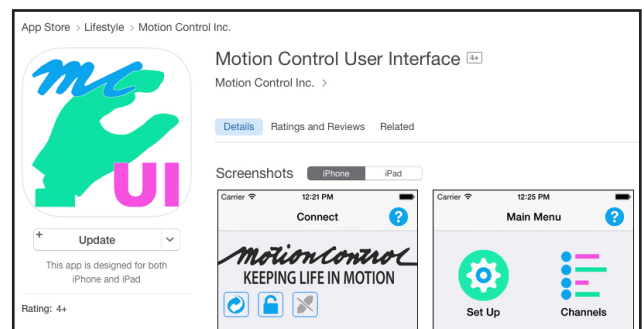 App Store > Lifestyle > Motion Control Inc.
mc
UI
+ Update
This app is designed for both
iPhone and iPad
Rating: 4+
Motion Control User Interface 4+
Motion Control Inc. >
Details Ratings and Reviews Related
Screenshots iPhone iPad
Carrier 12:21 PM
Connect ?
Motion Control
KEEPING LIFE IN MOTION
Carrier 12:25 PM
Main Menu ?
Set Up Channels